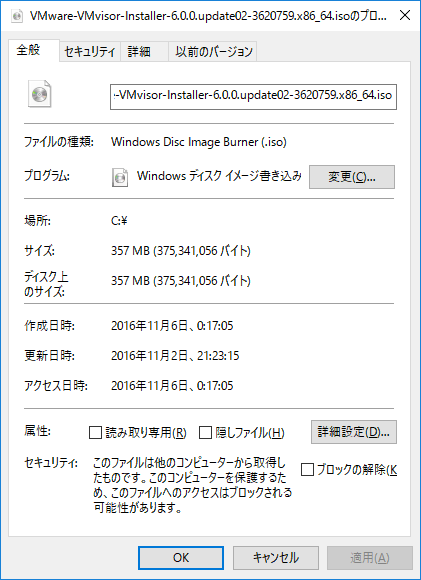 VMware-VMvisor-Installer-6.0.0.update02-3620759.x86_64.isoのプロ...
全般 セキュリティ 詳細 以前のバージョン
-VMvisor-Installer-6.0.0.update02-3620759.x86_64.iso
ファイルの種類: Windows Disc Image Burner (.iso)
プログラム: Windows ディスク イメージ書き込み 変更(C)...
場所: C:¥
サイズ: 357 MB (375,341,056 バイト)
ディスク上
のサイズ: 357 MB (375,341,056 バイト)
作成日時: 2016年11月6日、0:17:05
更新日時: 2016年11月2日、21:23:15
アクセス日時: 2016年11月6日、0:17:05
属性: 読み取り専用(R) 隠しファイル(H) 詳細設定(D)...
セキュリティ: このファイルは他のコンピューターから取得し
たものです。このコンピューターを保護するた
め、このファイルへのアクセスはブロックされる
可能性があります。
ブロックの解除(K
OK キャンセル 適用(A)